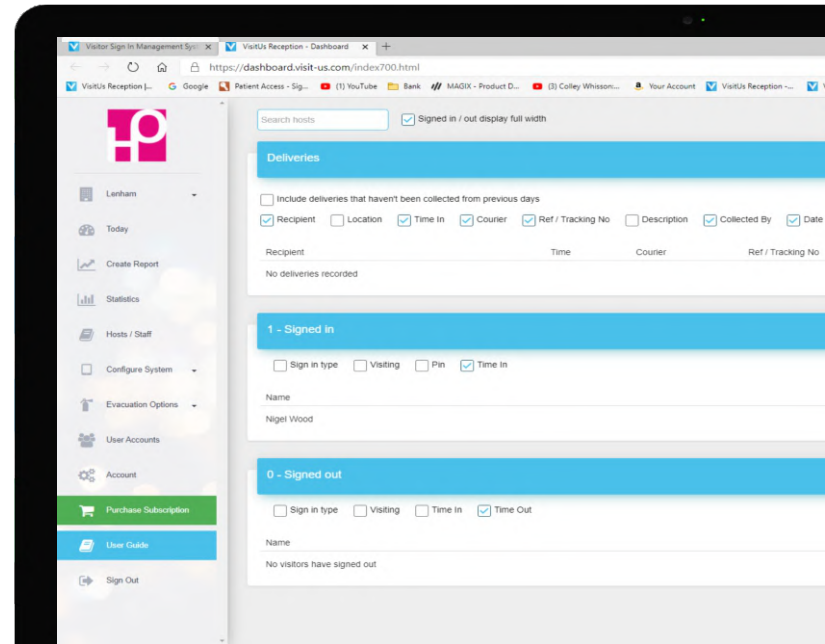 Visitor Sign In Management Syst
VisitUs Reception - Dashboard
https://dashboard.visit-us.com/index700.html
VisitUs Reception |... Google Patient Access - Sig... (1) YouTube Bank MAGIX - Product D... (3) Colley Whisson:... Your Account VisitUs Reception -...
HP
Lenham
Today
Create Report
Statistics
Hosts / Staff
Configure System
Evacuation Options
User Accounts
Account
Purchase Subscription
User Guide
Sign Out
Search hosts
Signed in / out display full width
Deliveries
Include deliveries that haven't been collected from previous days
Recipient Location Time In Courier Ref / Tracking No Description Collected By Date
Recipient Time Courier Ref / Tracking No
No deliveries recorded
1 - Signed in
Sign in type Visiting Pin Time In
Name
Nigel Wood
0 - Signed out
Sign in type Visiting Time In Time Out
Name
No visitors have signed out